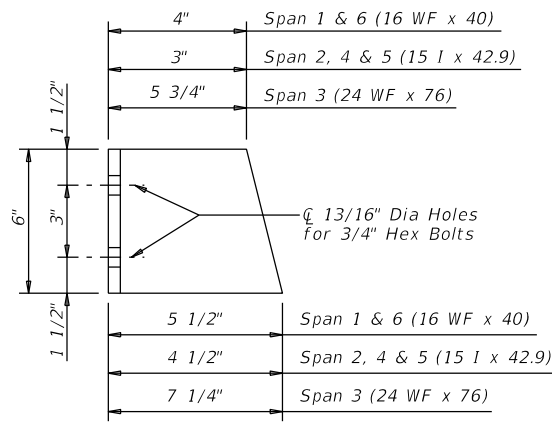 4" Span 1 & 6 (16 WF x 40)
3" Span 2, 4 & 5 (15 I x 42.9)
5 3/4" Span 3 (24 WF x 76)
1 1/2"
6"
3"
℄ 13/16" Dia Holes
for 3/4" Hex Bolts
1 1/2"
5 1/2" Span 1 & 6 (16 WF x 40)
4 1/2" Span 2, 4 & 5 (15 I x 42.9)
7 1/4" Span 3 (24 WF x 76)